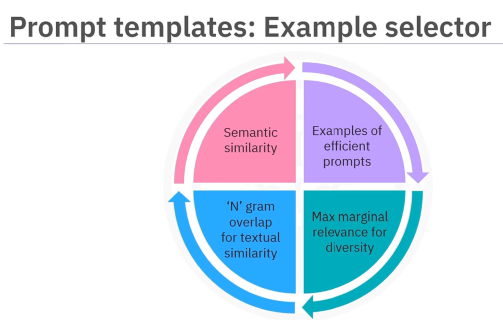 Prompt templates: Example selector
Semantic
similarity
Examples of
efficient
prompts
‘N’ gram
overlap
for textual
similarity
Max marginal
relevance for
diversity